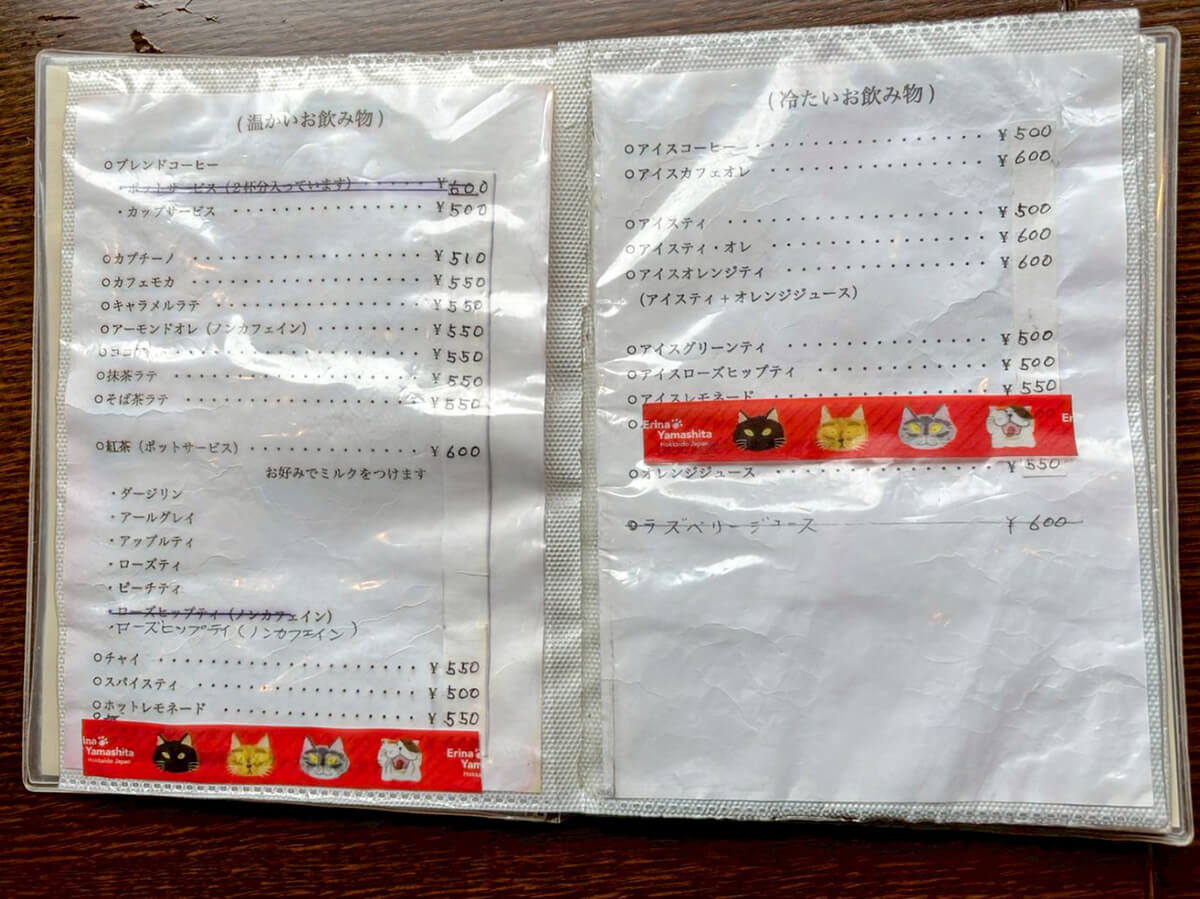 (温かいお飲み物)
○ブレンドコーヒー
・ポットサービス（2杯分入っています）・・・・・・¥600
・カップサービス ・・・・・・・・・・・・・・・¥500
○カプチーノ ・・・・・・・・・・・・・・・・・¥510
○カフェモカ ・・・・・・・・・・・・・・・・・¥550
○キャラメルラテ ・・・・・・・・・・・・・・・¥550
○アーモンドオレ（ノンカフェイン） ・・・・・・・¥550
○ココア ・・・・・・・・・・・・・・・・・・・¥550
○抹茶ラテ ・・・・・・・・・・・・・・・・・・¥550
○そば茶ラテ ・・・・・・・・・・・・・・・・・¥550
○紅茶（ポットサービス） ・・・・・・・・・・・・¥600
お好みでミルクをつけます
・ダージリン
・アールグレイ
・アップルティ
・ローズティ
・ピーチティ
・ローズヒップティ（ノンカフェイン）
・ローズヒップティ(ノンカフェイン)
○チャイ ・・・・・・・・・・・・・・・・・・・¥550
○スパイスティ ・・・・・・・・・・・・・・・・¥500
○ホットレモネード ・・・・・・・・・・・・・・¥550
ina Yamashita
Hokkaido Japan
Erina
Yam
Hokka
(冷たいお飲み物)
○アイスコーヒー ・・・・・・・・・・・・・・・¥500
○アイスカフェオレ ・・・・・・・・・・・・・・¥600
○アイスティ ・・・・・・・・・・・・・・・・・¥500
○アイスティ・オレ ・・・・・・・・・・・・・・¥600
○アイスオレンジティ ・・・・・・・・・・・・・¥600
（アイスティ＋オレンジジュース）
○アイスグリーンティ ・・・・・・・・・・・・・¥500
○アイスローズヒップティ ・・・・・・・・・・・¥500
○アイスレモネード ・・・・・・・・・・・・・・¥550
Erina
Yamashita
Hokkaido Japan
Eri
○オレンジジュース ・・・・・・・・・・・・・・¥550
○ラズベリージュース ¥600